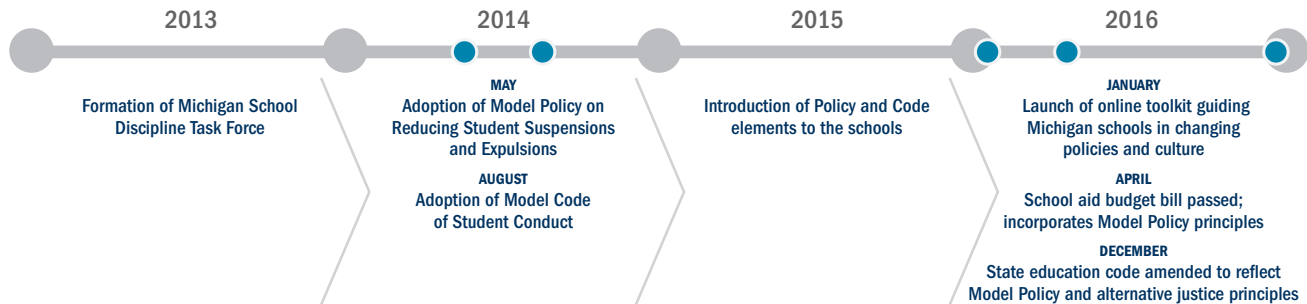 2013
Formation of Michigan School
Discipline Task Force
2014
MAY
Adoption of Model Policy on
Reducing Student Suspensions
and Expulsions
AUGUST
Adoption of Model Code
of Student Conduct
2015
Introduction of Policy and Code
elements to the schools
2016
JANUARY
Launch of online toolkit guiding
Michigan schools in changing
policies and culture
APRIL
School aid budget bill passed;
incorporates Model Policy principles
DECEMBER
State education code amended to reflect
Model Policy and alternative justice principles